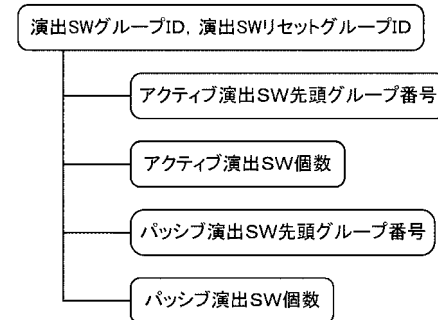 演出SWグループID, 演出SWリセットグループID
アクティブ演出SW先頭グループ番号
アクティブ演出SW個数
パッシブ演出SW先頭グループ番号
パッシブ演出SW個数